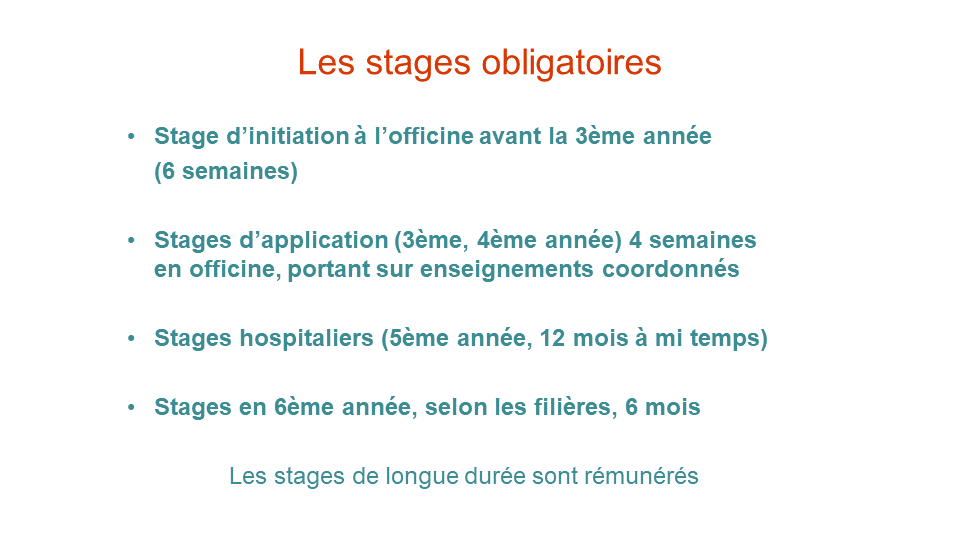 Les stages obligatoires
• Stage d’initiation à l’officine avant la 3ème année
(6 semaines)
• Stages d’application (3ème, 4ème année) 4 semaines
en officine, portant sur enseignements coordonnés
• Stages hospitaliers (5ème année, 12 mois à mi temps)
• Stages en 6ème année, selon les filières, 6 mois
Les stages de longue durée sont rémunérés